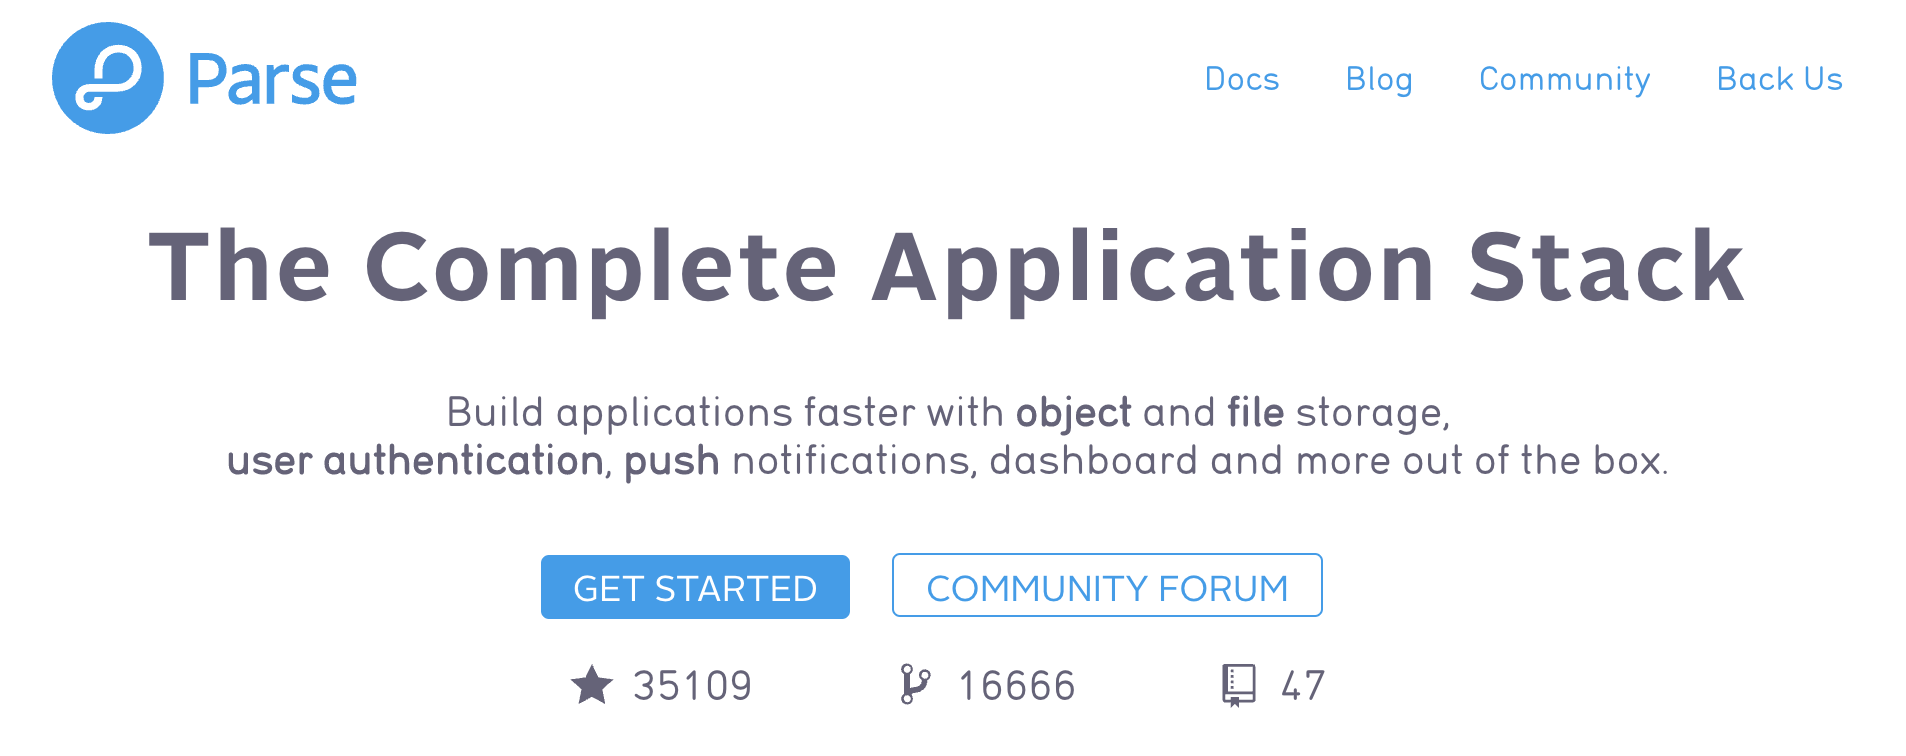 Parse
Docs Blog Community Back Us
The Complete Application Stack
Build applications faster with object and file storage,
user authentication, push notifications, dashboard and more out of the box.
GET STARTED COMMUNITY FORUM
35109 16666 47